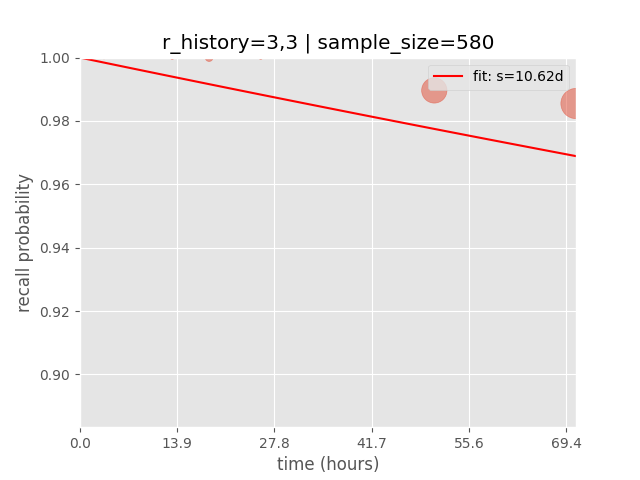 r_history=3,3 | sample_size=580
fit: s=10.62d
1.00
0.98
0.96
0.94
0.92
0.90
recall probability
0.0 13.9 27.8 41.7 55.6 69.4
time (hours)